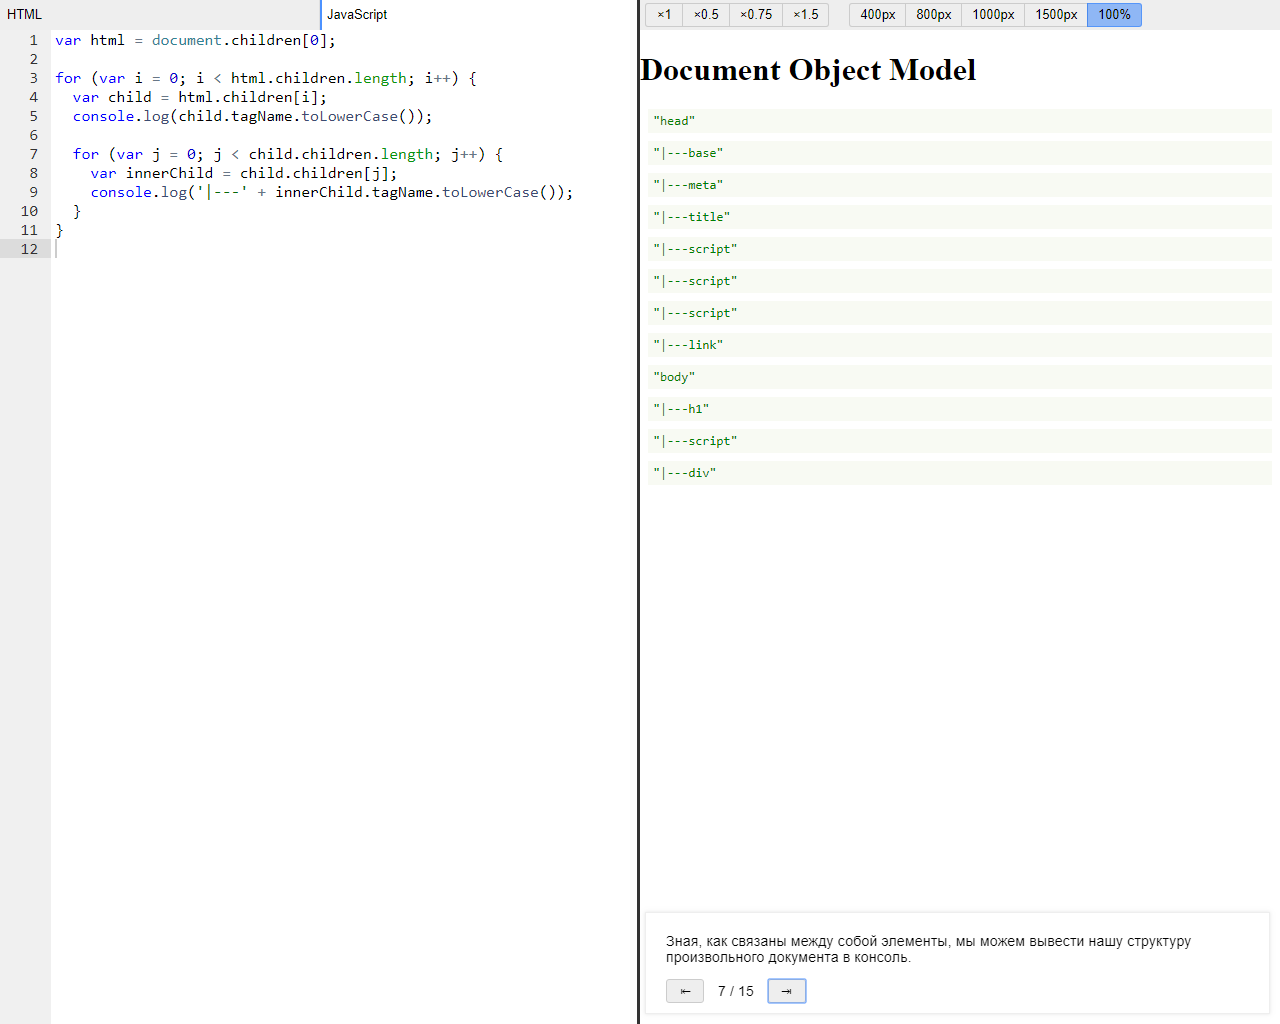 HTML
JavaScript
×1 ×0.5 ×0.75 ×1.5 400px 800px 1000px 1500px 100%
1 var html = document.children[0];
2
3 for (var i = 0; i < html.children.length; i++) {
4   var child = html.children[i];
5   console.log(child.tagName.toLowerCase());
6
7   for (var j = 0; j < child.children.length; j++) {
8     var innerChild = child.children[j];
9     console.log('|---' + innerChild.tagName.toLowerCase());
10   }
11 }
12
Document Object Model
"head"
"|---base"
"|---meta"
"|---title"
"|---script"
"|---script"
"|---script"
"|---link"
"body"
"|---h1"
"|---script"
"|---div"
Зная, как связаны между собой элементы, мы можем вывести нашу структуру
произвольного документа в консоль.
⇤ 7 / 15 ⇥